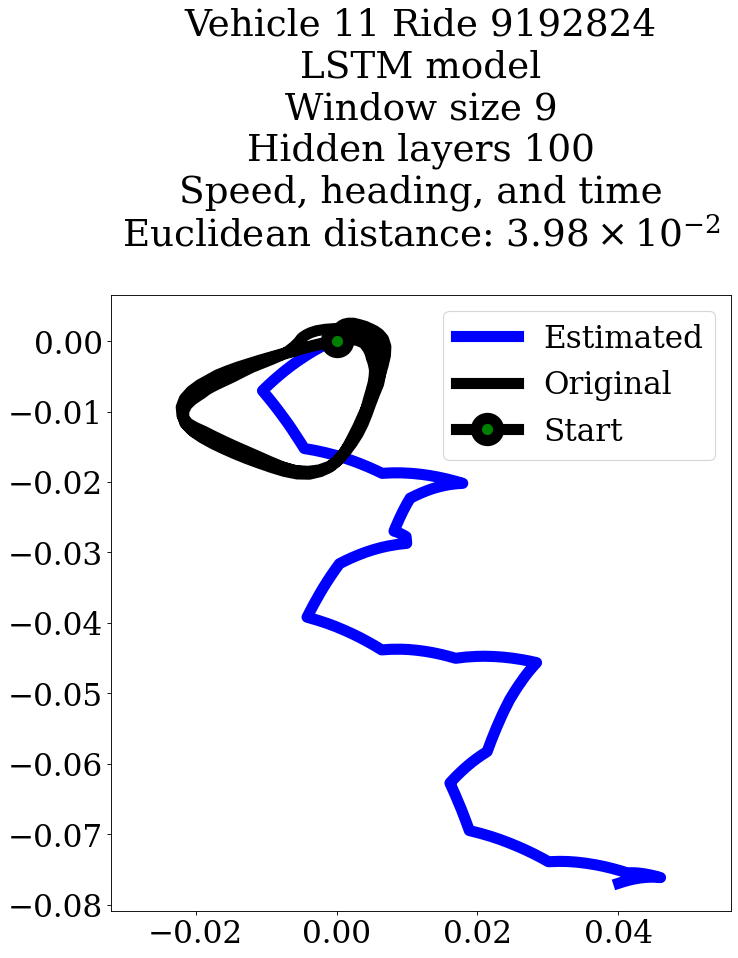 Vehicle 11 Ride 9192824
LSTM model
Window size 9
Hidden layers 100
Speed, heading, and time
Euclidean distance: 3.98 × 10⁻²
Estimated
Original
Start
0.00
−0.01
−0.02
−0.03
−0.04
−0.05
−0.06
−0.07
−0.08
−0.02 0.00 0.02 0.04